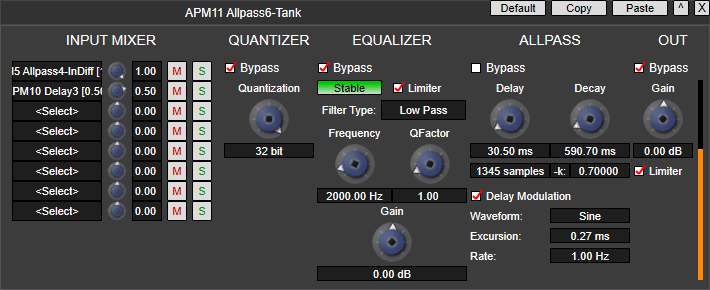 APM11 Allpass6-Tank
Default
Copy
Paste
^
X
INPUT MIXER
QUANTIZER
EQUALIZER
ALLPASS
OUT
I5 Allpass4-InDiff [1
1.00
M
S
PM10 Delay3 [0.50
0.50
M
S
<Select>
0.00
M
S
<Select>
0.00
M
S
<Select>
0.00
M
S
<Select>
0.00
M
S
<Select>
0.00
M
S
<Select>
0.00
M
S
Bypass
Quantization
32 bit
Bypass
Stable
Limiter
Filter Type:
Low Pass
Frequency
QFactor
2000.00 Hz
1.00
Gain
0.00 dB
Bypass
Delay
Decay
30.50 ms
590.70 ms
1345 samples
-k:
0.70000
Delay Modulation
Waveform:
Sine
Excursion:
0.27 ms
Rate:
1.00 Hz
Bypass
Gain
0.00 dB
Limiter